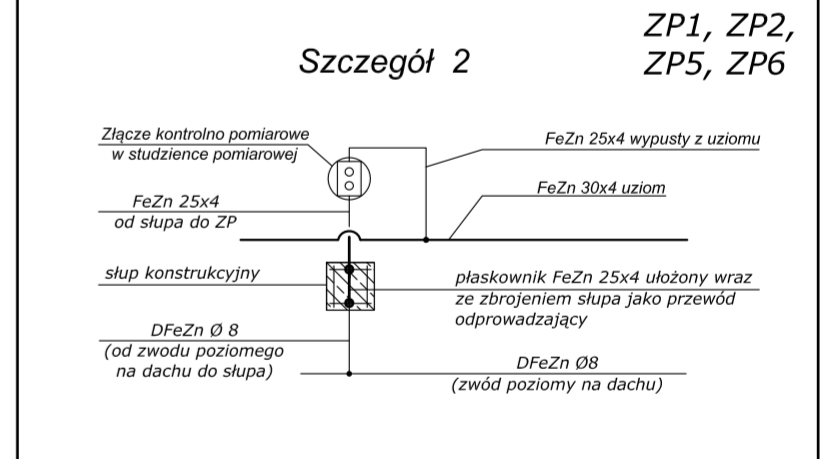 ZP1, ZP2,
ZP5, ZP6
Szczegół 2
Złącze kontrolno pomiarowe
w studzience pomiarowej
FeZn 25x4
od słupa do ZP
słup konstrukcyjny
DFeZn Ø 8
(od zwodu poziomego
na dachu do słupa)
FeZn 25x4 wypusty z uziomu
FeZn 30x4 uziom
płaskownik FeZn 25x4 ułożony wraz
ze zbrojeniem słupa jako przewód
odprowadzający
DFeZn Ø8
(zwód poziomy na dachu)